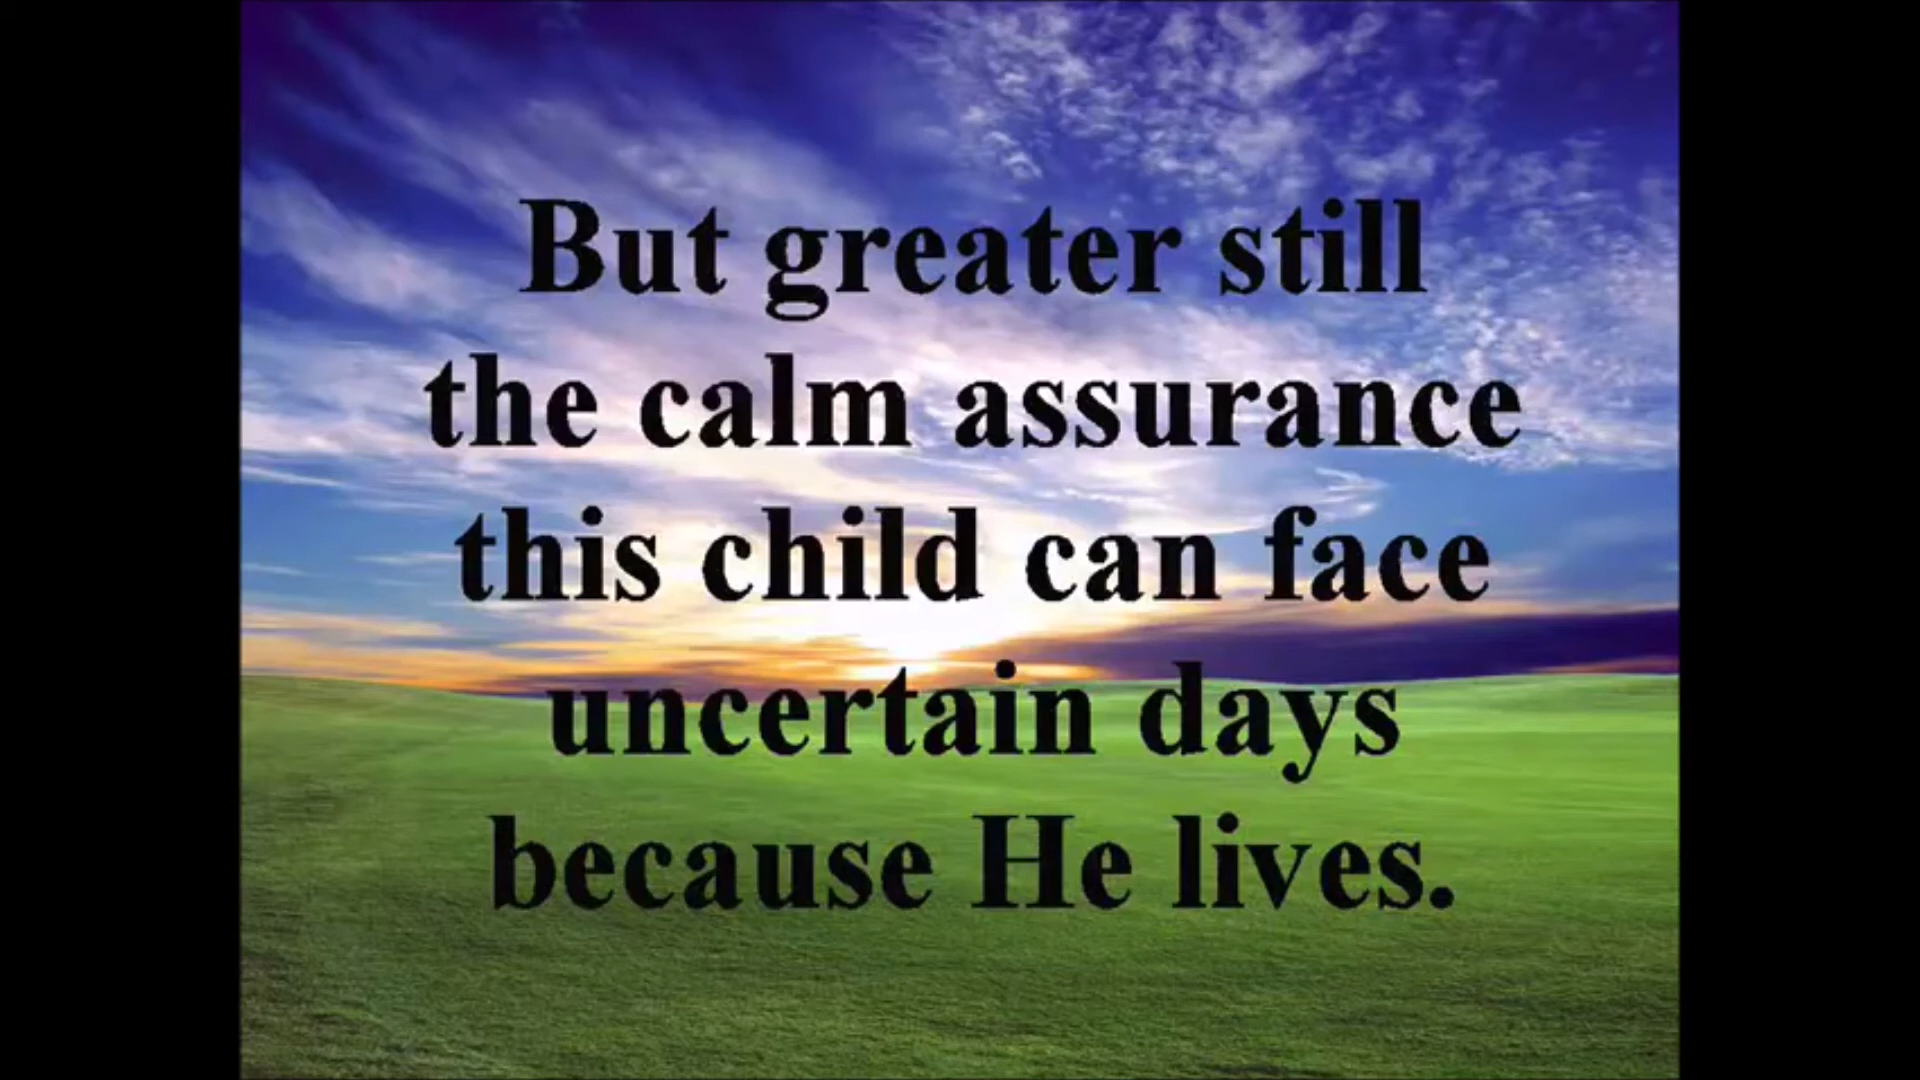 But greater still
the calm assurance
this child can face
uncertain days
because He lives.